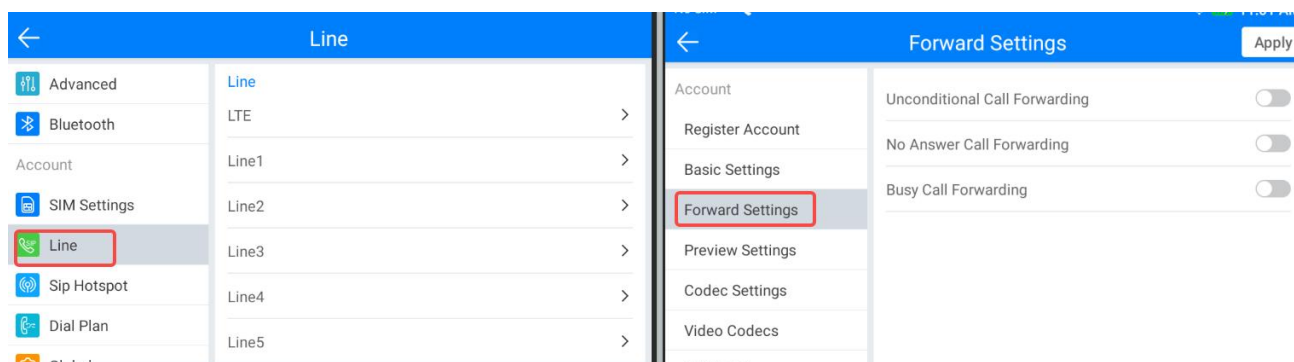 Line
Advanced
Bluetooth
Account
SIM Settings
Line
Sip Hotspot
Dial Plan
Line
LTE
Line1
Line2
Line3
Line4
Line5
Forward Settings
Apply
Account
Register Account
Basic Settings
Forward Settings
Preview Settings
Codec Settings
Video Codecs
Unconditional Call Forwarding
No Answer Call Forwarding
Busy Call Forwarding